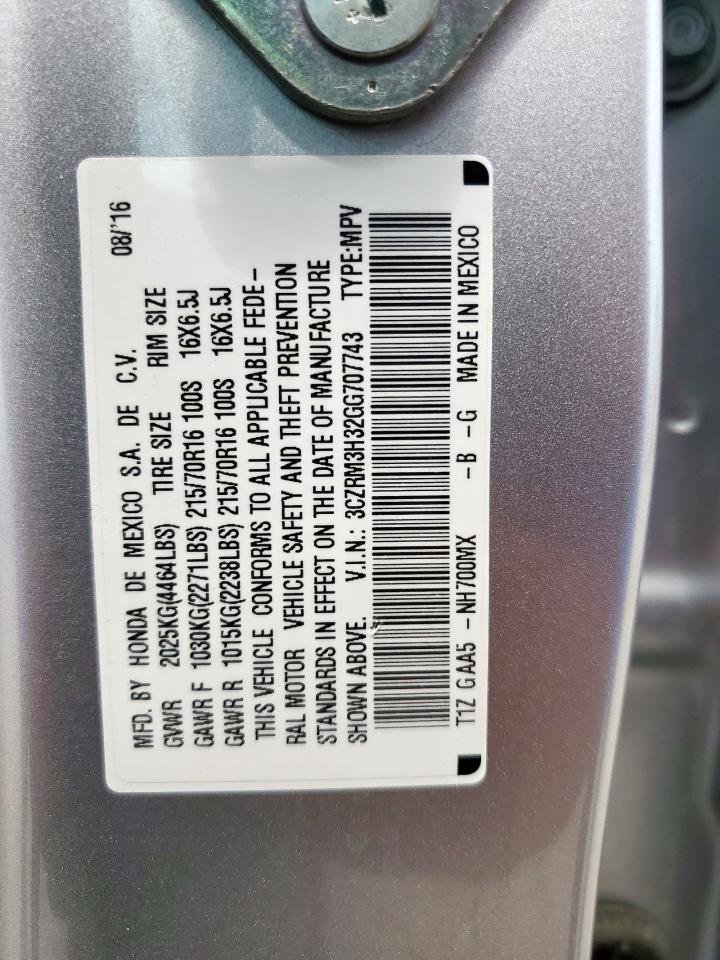 MFD. BY HONDA DE MEXICO S.A. DE C.V. 08/'16
GVWR 2025KG(4464LBS) TIRE SIZE RIM SIZE
GAWR F 1030KG(2271LBS) 215/70R16 100S 16X6.5J
GAWR R 1015KG(2238LBS) 215/70R16 100S 16X6.5J
THIS VEHICLE CONFORMS TO ALL APPLICABLE FEDE-
RAL MOTOR VEHICLE SAFETY AND THEFT PREVENTION
STANDARDS IN EFFECT ON THE DATE OF MANUFACTURE
SHOWN ABOVE. V.I.N.: 3CZRM3H32GG707743 TYPE:MPV
T1Z GAA5 -NH700MX -B -G MADE IN MEXICO